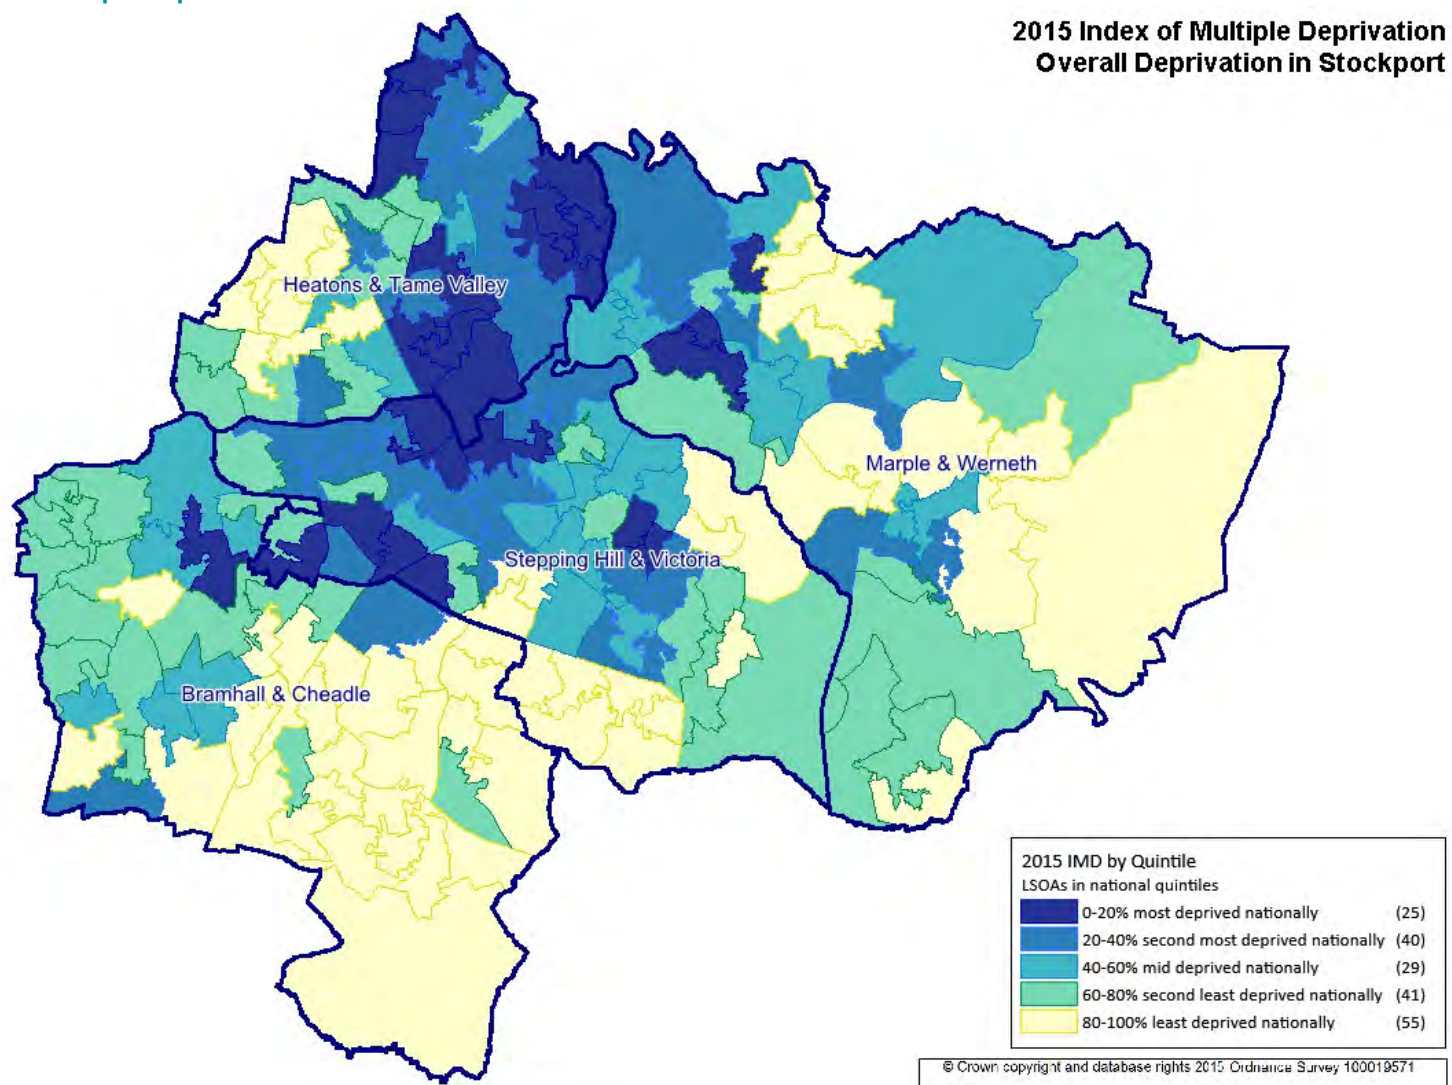 2015 Index of Multiple Deprivation
Overall Deprivation in Stockport
Heatons & Tame Valley
Marple & Werneth
Stepping Hill & Victoria
Bramhall & Cheadle
2015 IMD by Quintile
LSOAs in national quintiles
0-20% most deprived nationally (25)
20-40% second most deprived nationally (40)
40-60% mid deprived nationally (29)
60-80% second least deprived nationally (41)
80-100% least deprived nationally (55)
© Crown copyright and database rights 2015 Ordnance Survey 100019571